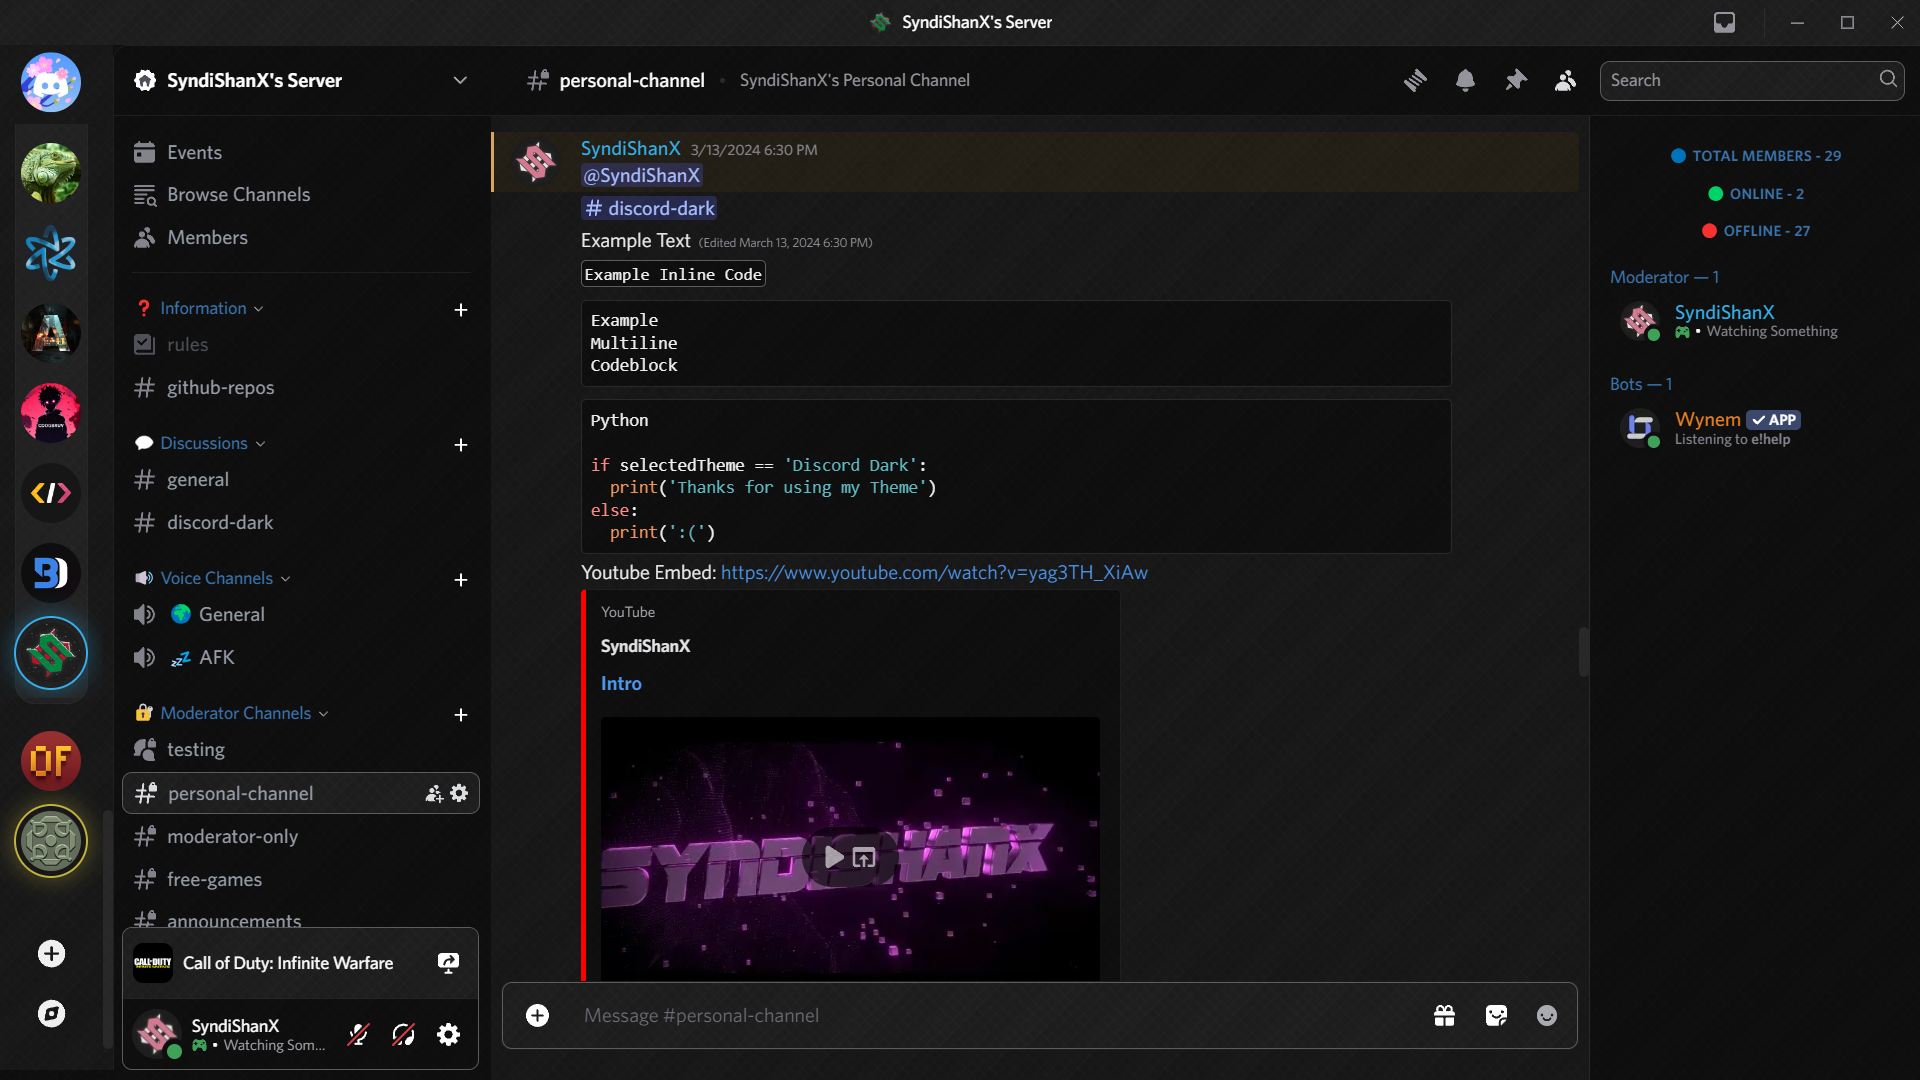 SyndiShanX's Server
SyndiShanX's Server
personal-channel
SyndiShanX's Personal Channel
Search
Events
Browse Channels
Members
Information
rules
github-repos
Discussions
general
discord-dark
Voice Channels
General
AFK
Moderator Channels
testing
personal-channel
moderator-only
free-games
announcements
CALL OF DUTY
Call of Duty: Infinite Warfare
SyndiShanX
• Watching Som...
OF
SyndiShanX 3/13/2024 6:30 PM
@SyndiShanX
# discord-dark
Example Text (Edited March 13, 2024 6:30 PM)
Example Inline Code
Example
Multiline
Codeblock
Python
if selectedTheme == 'Discord Dark':
  print('Thanks for using my Theme')
else:
  print(':(')
Youtube Embed: https://www.youtube.com/watch?v=yag3TH_XiAw
YouTube
SyndiShanX
Intro
SYNDISHANX
Message #personal-channel
TOTAL MEMBERS - 29
ONLINE - 2
OFFLINE - 27
Moderator — 1
SyndiShanX
• Watching Something
Bots — 1
Wynem ✓ APP
Listening to e!help